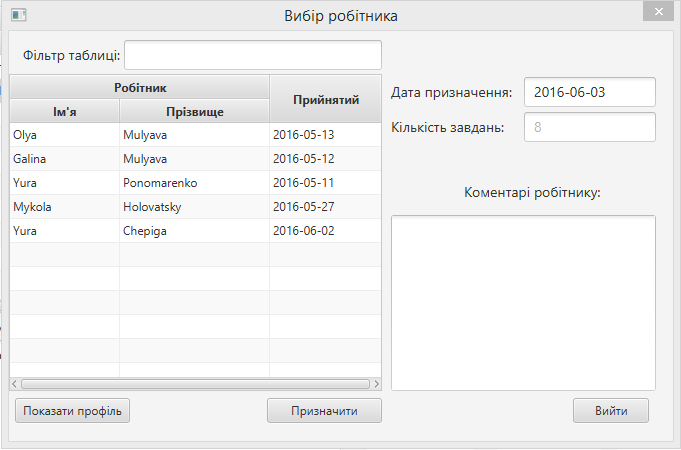 Вибір робітника
Фільтр таблиці:
Робітник Прийнятий
Ім'я Прізвище
Olya Mulyava 2016-05-13
Galina Mulyava 2016-05-12
Yura Ponomarenko 2016-05-11
Mykola Holovatsky 2016-05-27
Yura Chepiga 2016-06-02
Показати профіль Призначити
Дата призначення: 2016-06-03
Кількість завдань: 8
Коментарі робітнику:
Вийти